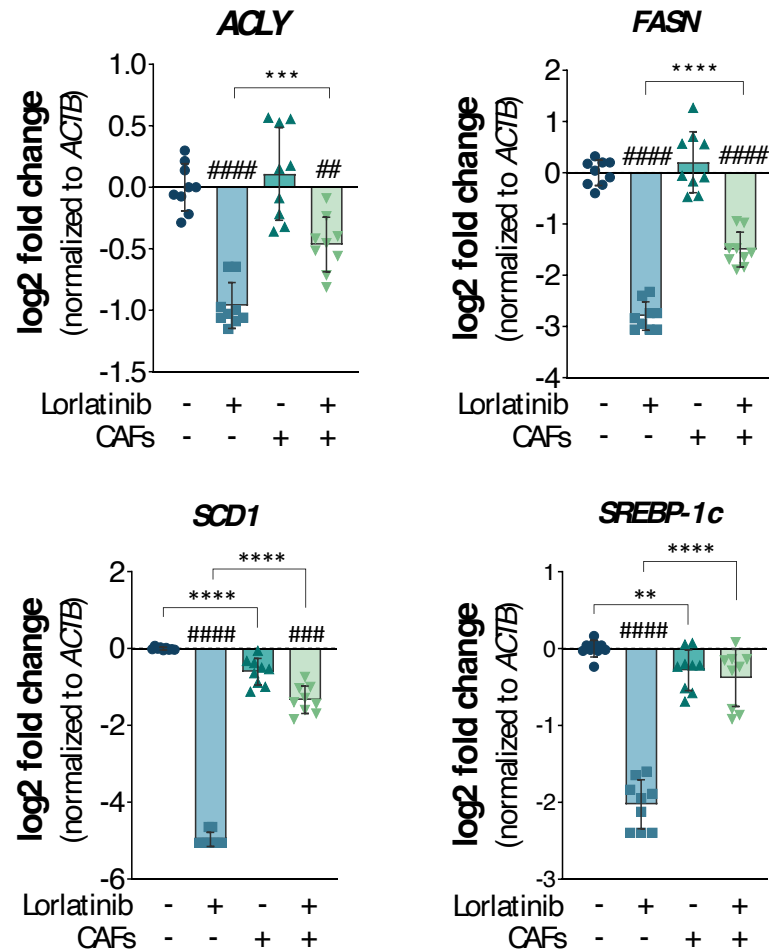 ACLY
log2 fold change
(normalized to ACTB)
1.0
0.5
0.0
-0.5
-1.0
-1.5
***
####
##
Lorlatinib - + - +
CAFs - - + +
FASN
log2 fold change
(normalized to ACTB)
2
1
0
-1
-2
-3
-4
****
####
####
Lorlatinib - + - +
CAFs - - + +
SCD1
log2 fold change
(normalized to ACTB)
2
0
-2
-4
-6
****
****
####
###
Lorlatinib - + - +
CAFs - - + +
SREBP-1c
log2 fold change
(normalized to ACTB)
1
0
-1
-2
-3
****
**
####
Lorlatinib - + - +
CAFs - - + +